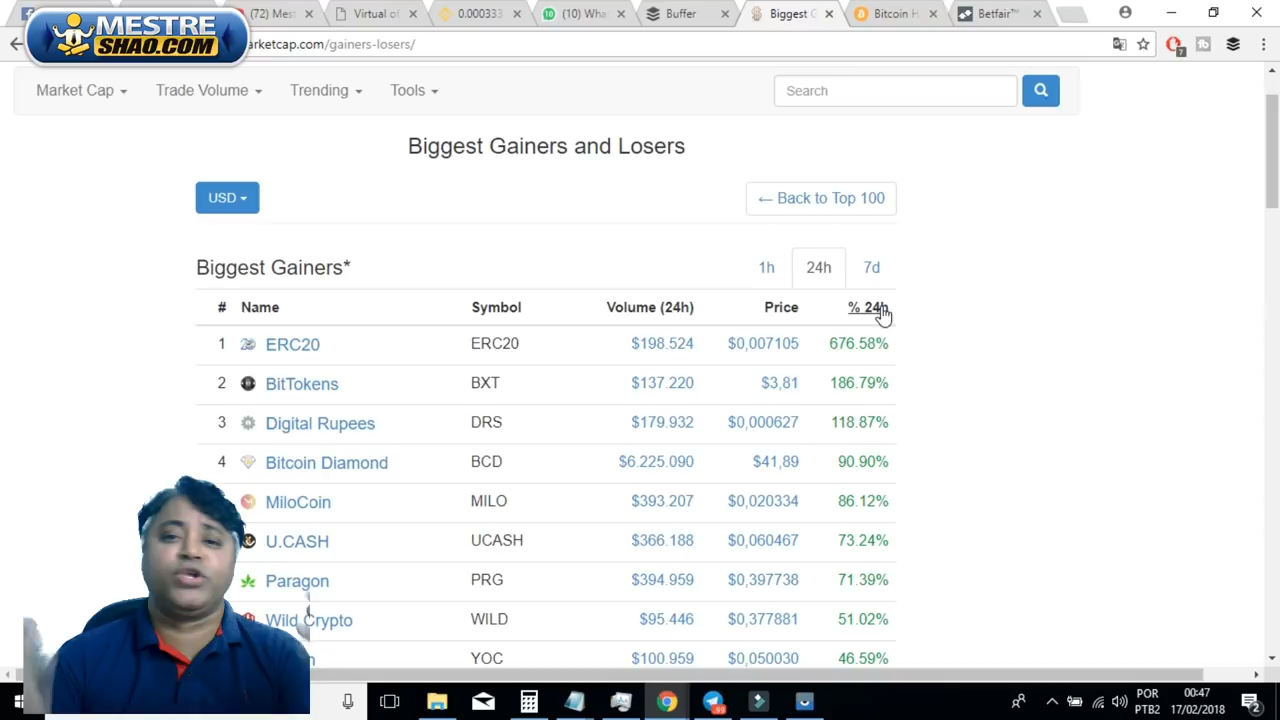 (72) Mest
Virtual of
0.000333
(10) Wha
Buffer
Biggest G
Bitcoin H
Betfair™
MESTRE
SHAO.COM
arketcap.com/gainers-losers/
7
Market Cap
Trade Volume
Trending
Tools
Search
Biggest Gainers and Losers
USD
← Back to Top 100
Biggest Gainers*
1h 24h 7d
# Name Symbol Volume (24h) Price % 24h
1 ERC20 ERC20 $198.524 $0,007105 676.58%
2 BitTokens BXT $137.220 $3,81 186.79%
3 Digital Rupees DRS $179.932 $0,000627 118.87%
4 Bitcoin Diamond BCD $6.225.090 $41,89 90.90%
MiloCoin MILO $393.207 $0,020334 86.12%
U.CASH UCASH $366.188 $0,060467 73.24%
Paragon PRG $394.959 $0,397738 71.39%
Wild Crypto WILD $95.446 $0,377881 51.02%
YOC $100.959 $0,050030 46.59%
POR
PTB2
00:47
17/02/2018
2